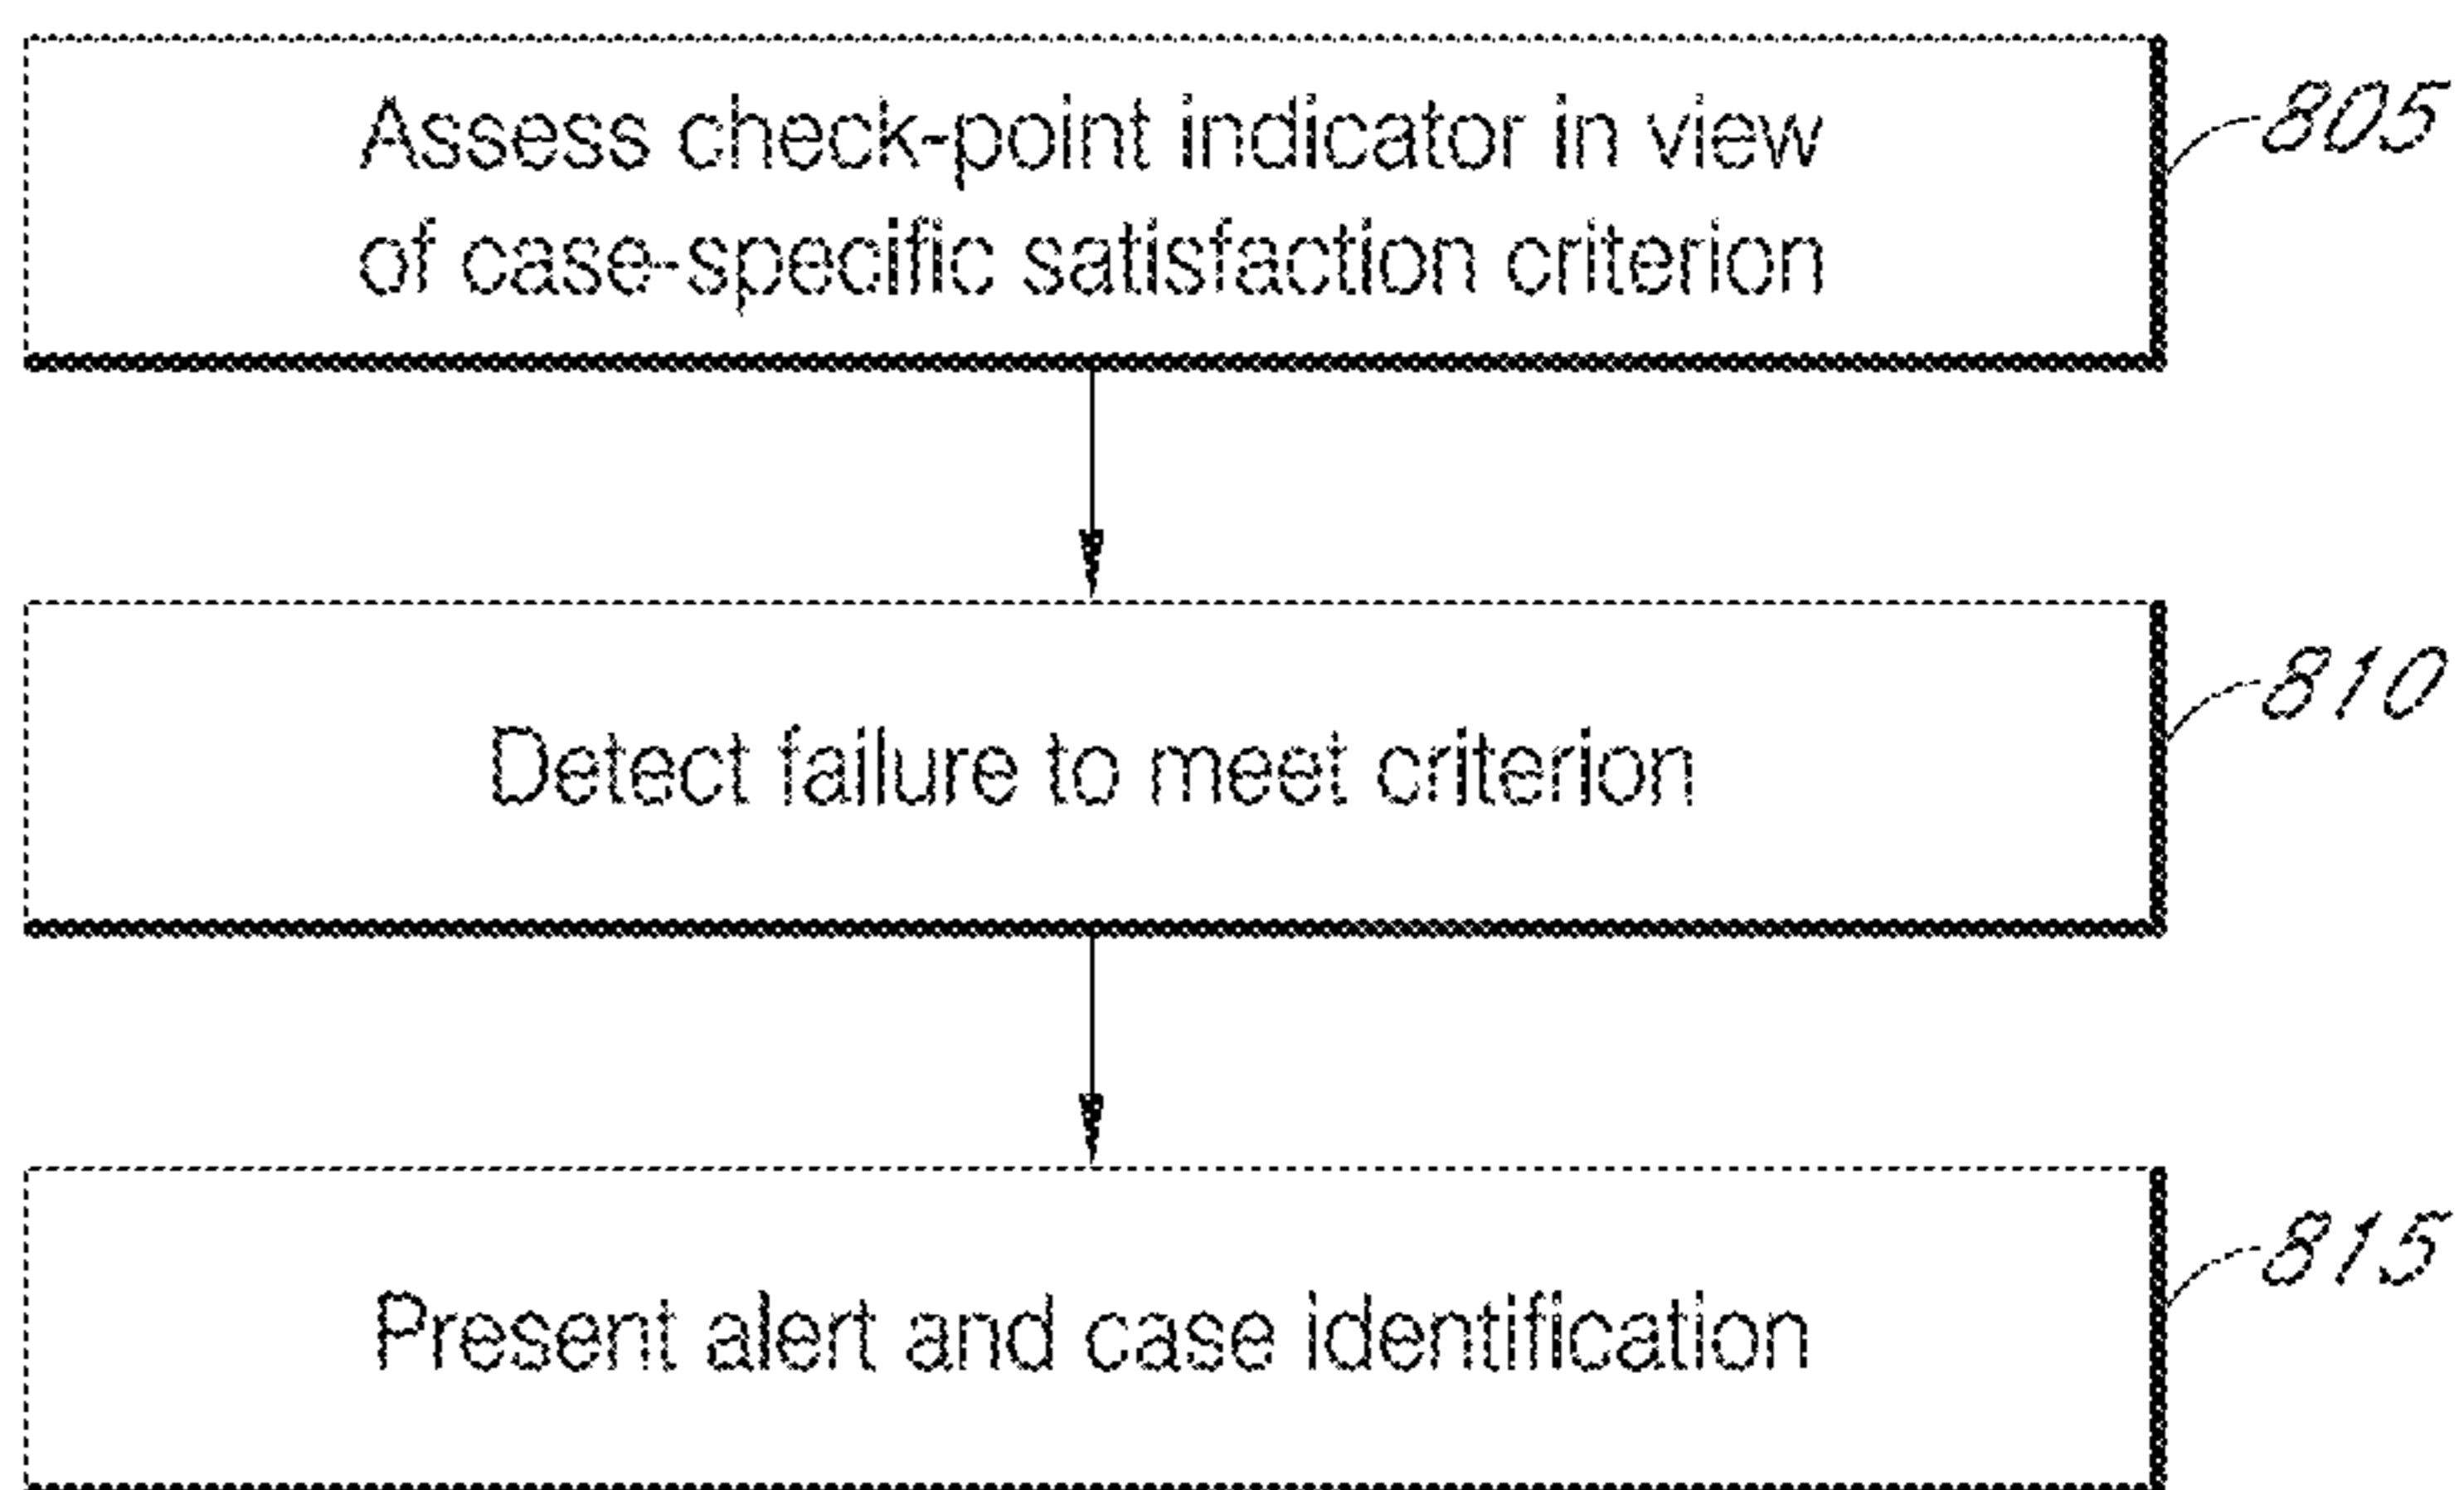 Assess check-point indicator in view
of case-specific satisfaction criterion
805
Detect failure to meet criterion
810
Present alert and case identification
815